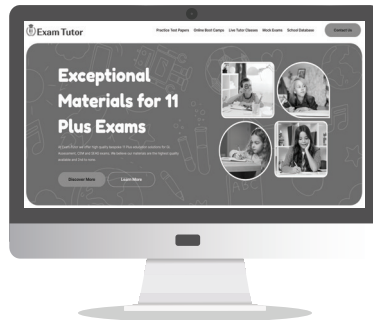 Exam Tutor
Practice Test Papers Online Boot Camps Live Tutor Classes Mock Exams School Database Contact Us
Exceptional
Materials for 11
Plus Exams
Discover More Learn More